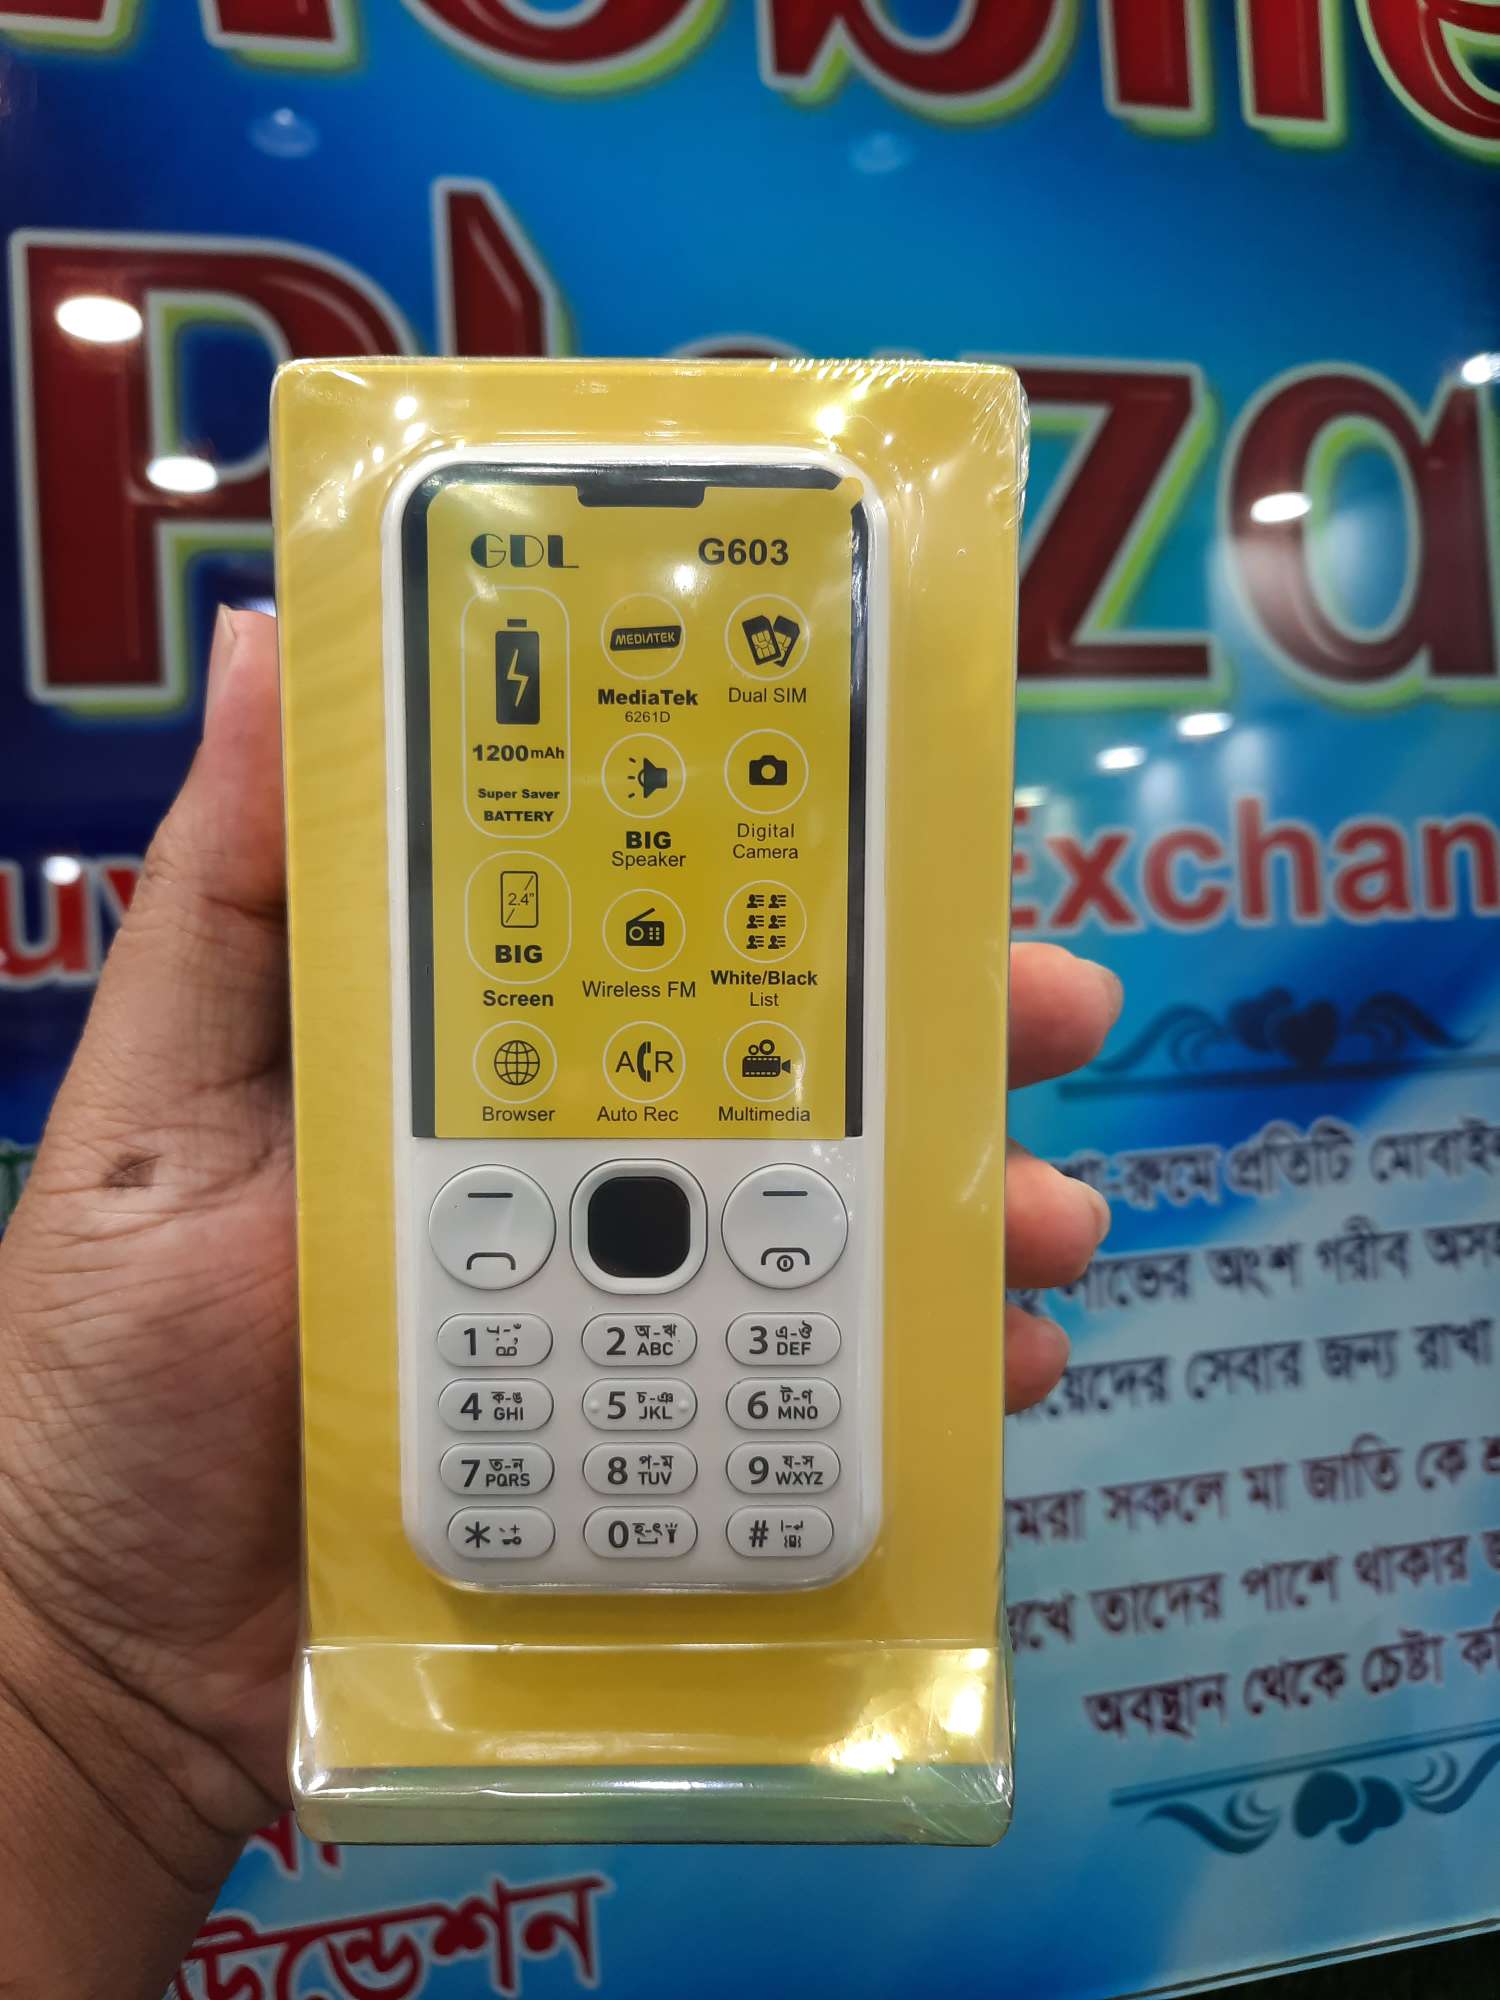 GDL G603
MEDIATEK
MediaTek
6261D
Dual SIM
1200mAh
Super Saver
BATTERY
BIG
Speaker
Digital
Camera
2.4"
BIG
Screen
Wireless FM
White/Black
List
Browser
A R
Auto Rec
Multimedia
1
2 অ-ঋ ABC
3 এ-ঔ DEF
4 ক-ঙ GHI
5 চ-ঞ JKL
6 ট-ণ MNO
7 ত-ন PQRS
8 প-ম TUV
9 য-স WXYZ
*
0 হ-ৎ
#
Exchan
রুমে প্রতিটি মোবাইল
লাভের অংশ গরীব
সেবার জন্য রাখা
সকলে মা জাতি কে
তাদের পাশে থাকার
অবস্থান থেকে চেষ্টা